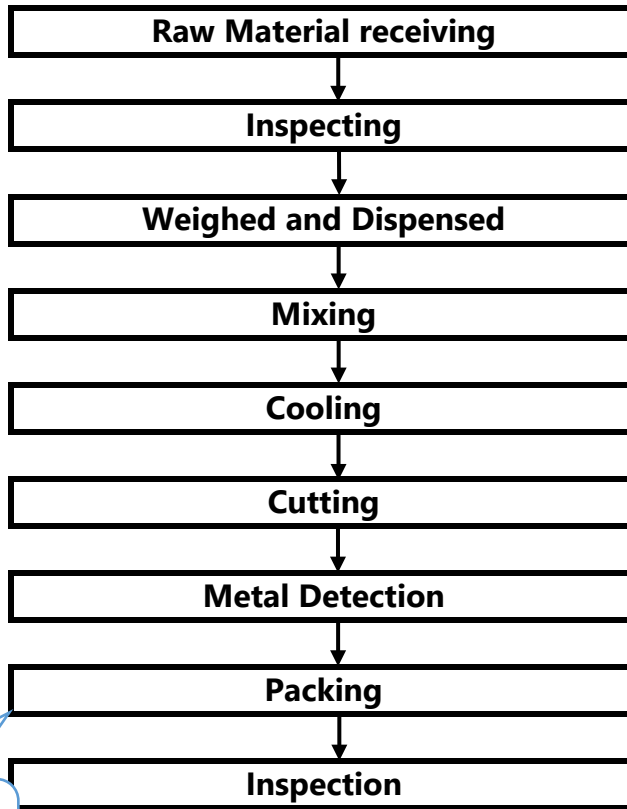 Raw Material receiving
Inspecting
Weighed and Dispensed
Mixing
Cooling
Cutting
Metal Detection
Packing
Inspection